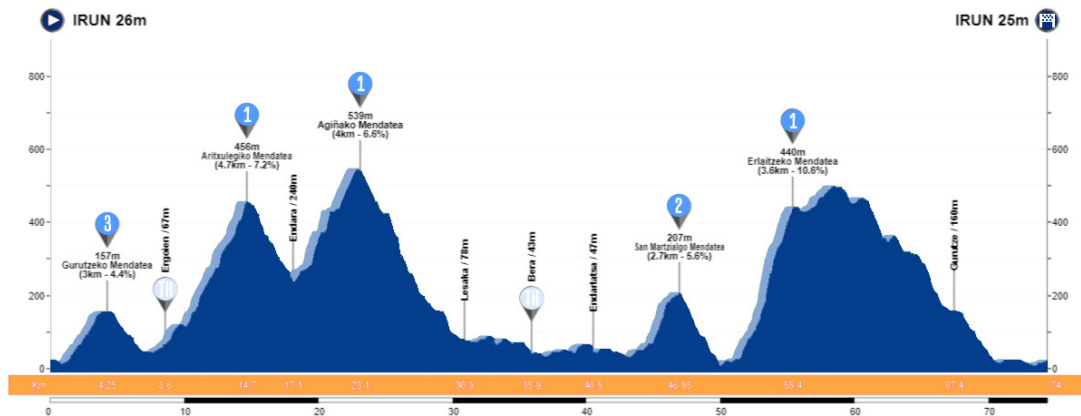 IRUN 26m
IRUN 25m
800
600
400
200
0
800
600
400
200
0
3
157m
Gurutzeko Mendatea
(3km - 4.4%)
Ergoien / 67m
TH
1
456m
Aritxulegiko Mendatea
(4.7km - 7.2%)
Endara / 240m
1
539m
Agiñako Mendatea
(4km - 6.6%)
Lesaka / 78m
Bera / 43m
TH
Endarlatsa / 47m
2
207m
San Martzialgo Mendatea
(2.7km - 5.6%)
1
440m
Erlaitzeko Mendatea
(3.6km - 10.6%)
Gurutze / 160m
Km 4.25 8.6 14.7 18.1 23.1 30.9 35.9 40.5 46.95 55.4 67.4 74
0 10 20 30 40 50 60 70